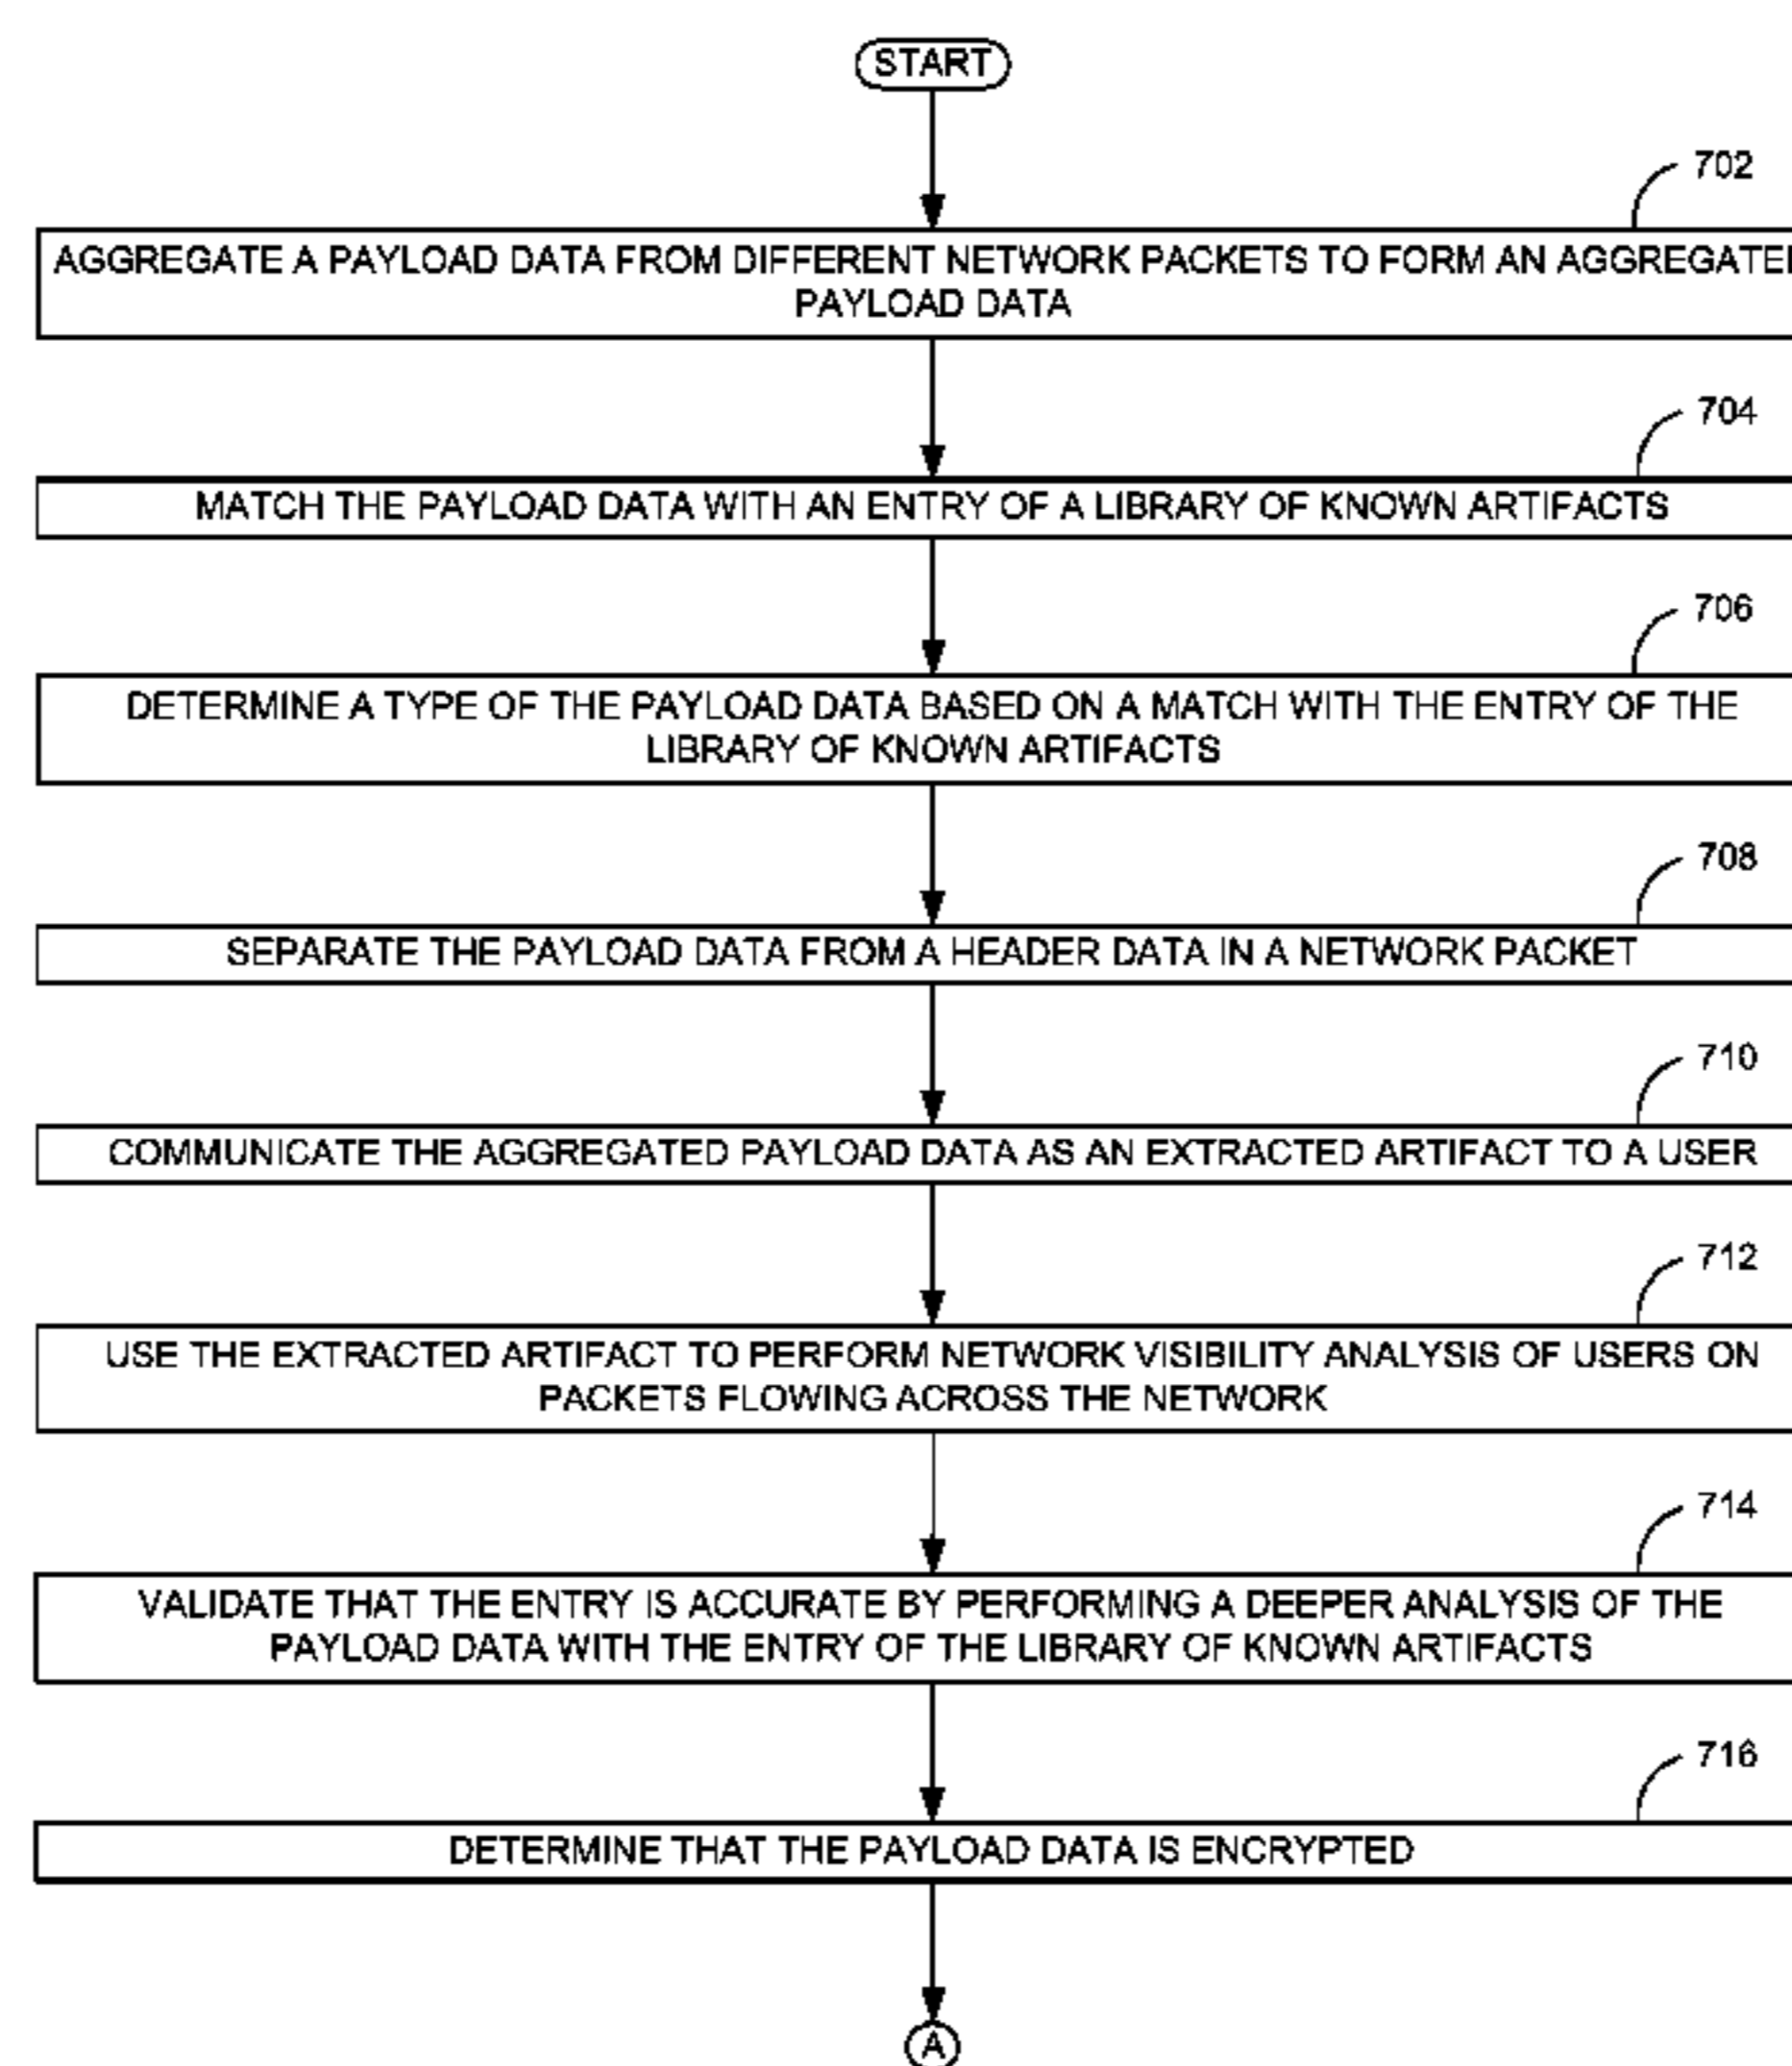 START
702
AGGREGATE A PAYLOAD DATA FROM DIFFERENT NETWORK PACKETS TO FORM AN AGGREGATE
PAYLOAD DATA
704
MATCH THE PAYLOAD DATA WITH AN ENTRY OF A LIBRARY OF KNOWN ARTIFACTS
706
DETERMINE A TYPE OF THE PAYLOAD DATA BASED ON A MATCH WITH THE ENTRY OF THE
LIBRARY OF KNOWN ARTIFACTS
708
SEPARATE THE PAYLOAD DATA FROM A HEADER DATA IN A NETWORK PACKET
710
COMMUNICATE THE AGGREGATED PAYLOAD DATA AS AN EXTRACTED ARTIFACT TO A USER
712
USE THE EXTRACTED ARTIFACT TO PERFORM NETWORK VISIBILITY ANALYSIS OF USERS ON
PACKETS FLOWING ACROSS THE NETWORK
714
VALIDATE THAT THE ENTRY IS ACCURATE BY PERFORMING A DEEPER ANALYSIS OF THE
PAYLOAD DATA WITH THE ENTRY OF THE LIBRARY OF KNOWN ARTIFACTS
716
DETERMINE THAT THE PAYLOAD DATA IS ENCRYPTED
A